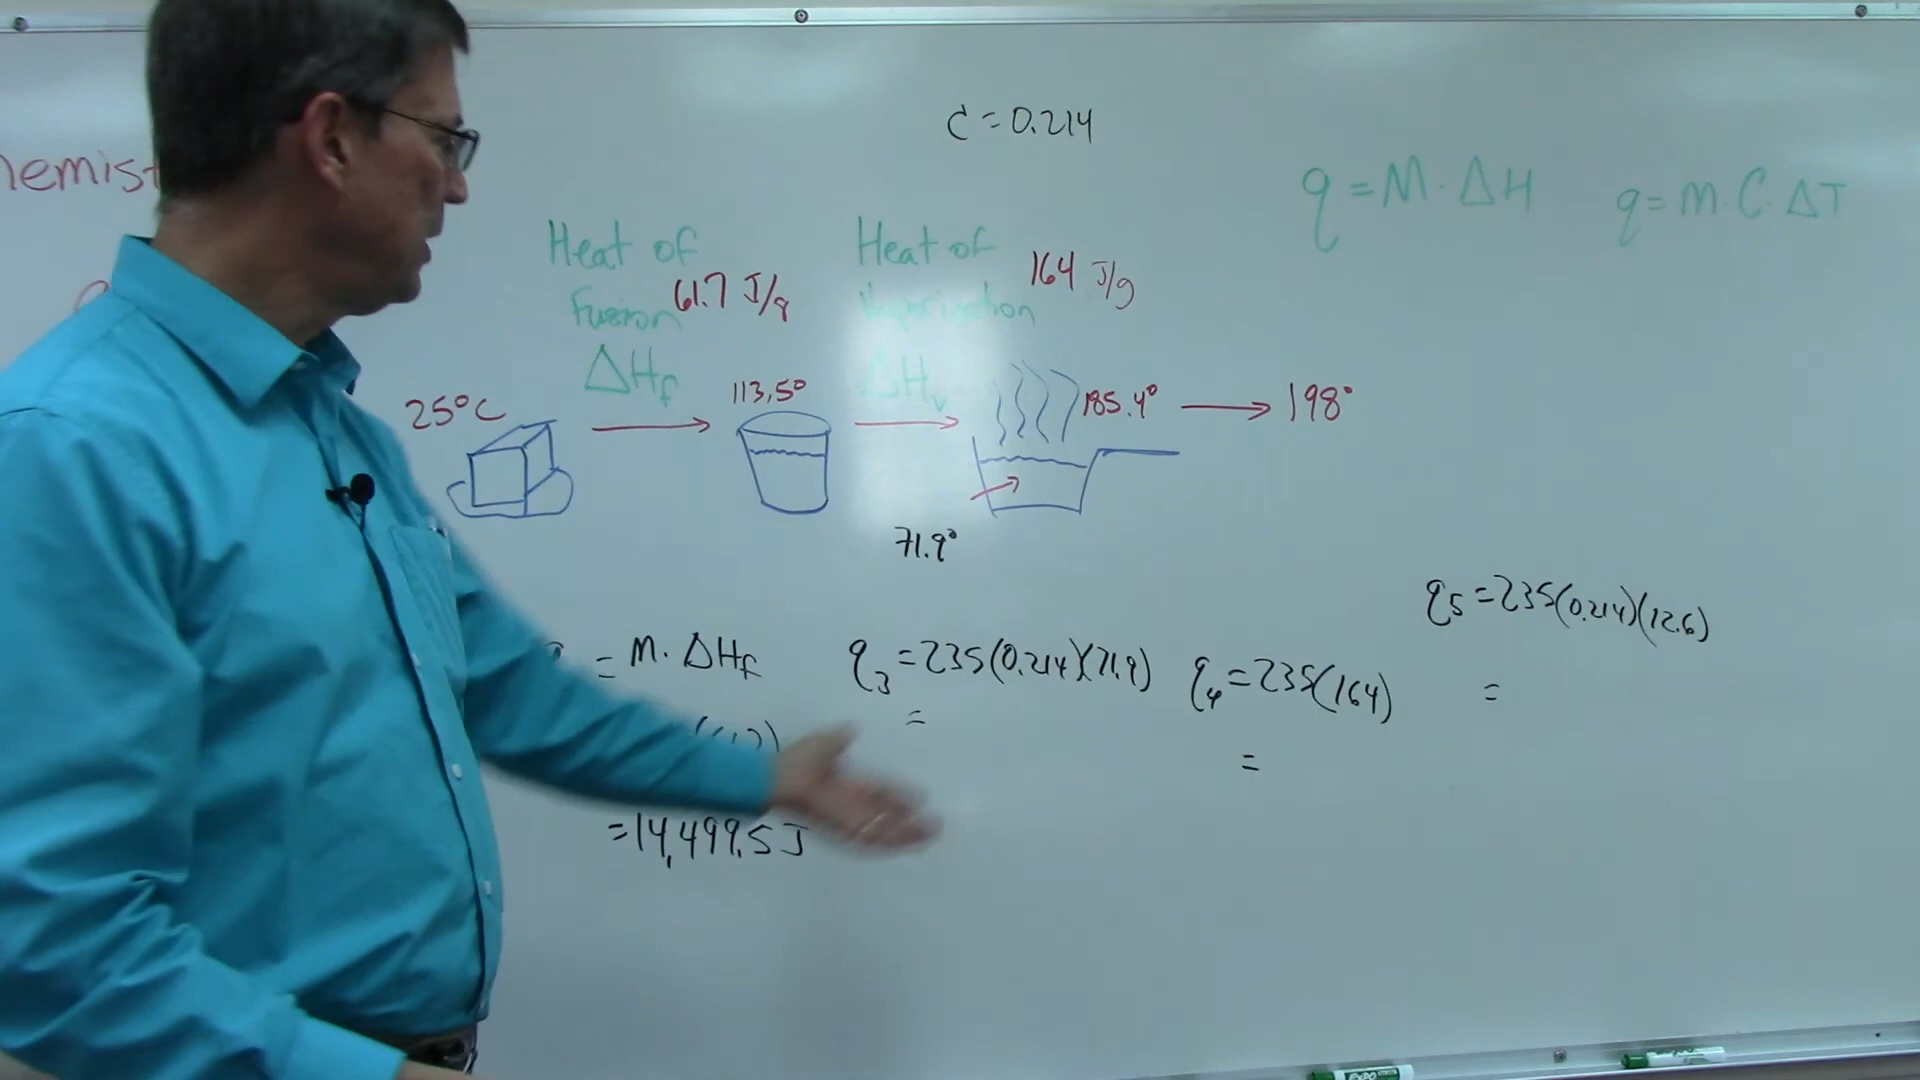 C = 0.214
q = M · ΔH
q = m · C · ΔT
Heat of
Fusion
61.7 J/g
ΔHf
Heat of
Vaporization
164 J/g
ΔHv
25°C
113.5°
185.4°
198°
71.9°
= M · ΔHf
= 14,499.5 J
q3 = 235(0.214)(71.9)
=
q4 = 235(164)
=
q5 = 235(0.214)(12.6)
=
EXPO